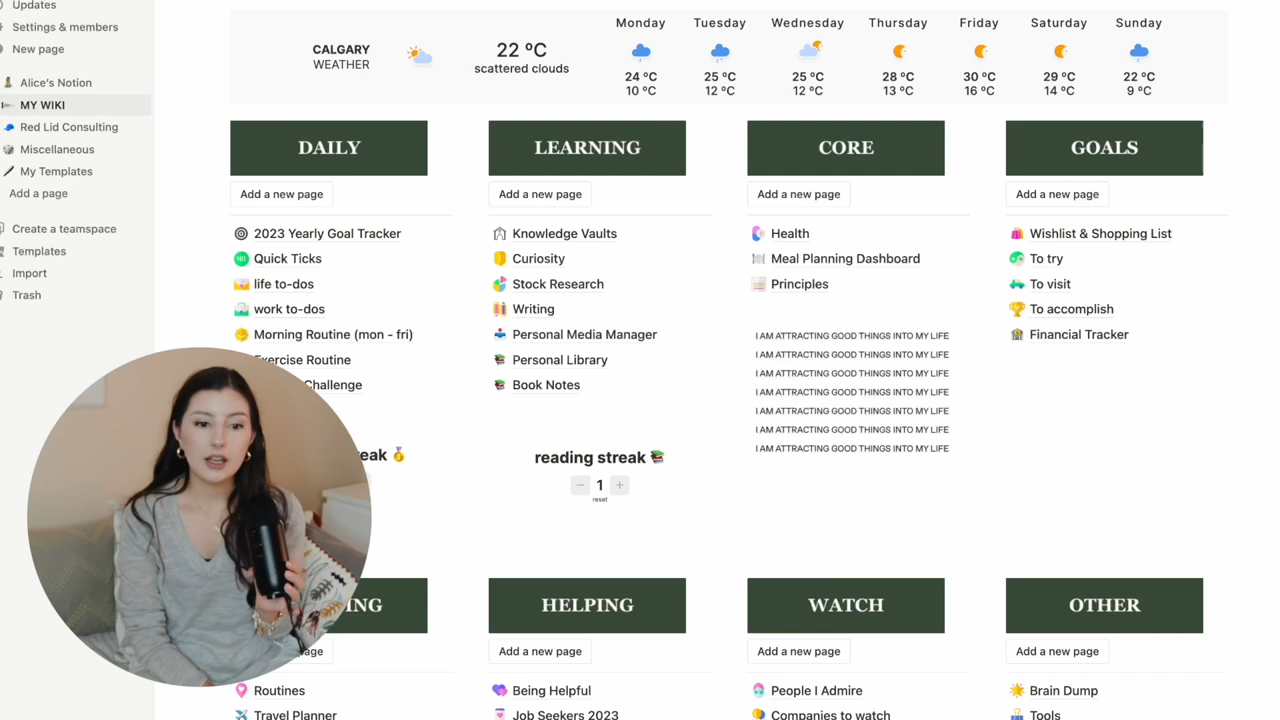 Updates
Settings & members
New page
Alice's Notion
MY WIKI
Red Lid Consulting
Miscellaneous
My Templates
Add a page
Create a teamspace
Templates
Import
Trash
CALGARY
WEATHER
22 ºC
scattered clouds
Monday Tuesday Wednesday Thursday Friday Saturday Sunday
24 ºC 25 ºC 25 ºC 28 ºC 30 ºC 29 ºC 22 ºC
10 ºC 12 ºC 12 ºC 13 ºC 16 ºC 14 ºC 9 ºC
DAILY
Add a new page
2023 Yearly Goal Tracker
Quick Ticks
life to-dos
work to-dos
Morning Routine (mon - fri)
Exercise Routine
Challenge
LEARNING
Add a new page
Knowledge Vaults
Curiosity
Stock Research
Writing
Personal Media Manager
Personal Library
Book Notes
reading streak
− 1 +
reset
CORE
Add a new page
Health
Meal Planning Dashboard
Principles
I AM ATTRACTING GOOD THINGS INTO MY LIFE
I AM ATTRACTING GOOD THINGS INTO MY LIFE
I AM ATTRACTING GOOD THINGS INTO MY LIFE
I AM ATTRACTING GOOD THINGS INTO MY LIFE
I AM ATTRACTING GOOD THINGS INTO MY LIFE
I AM ATTRACTING GOOD THINGS INTO MY LIFE
I AM ATTRACTING GOOD THINGS INTO MY LIFE
GOALS
Add a new page
Wishlist & Shopping List
To try
To visit
To accomplish
Financial Tracker
page
Routines
Travel Planner
HELPING
Add a new page
Being Helpful
Job Seekers 2023
WATCH
Add a new page
People I Admire
Companies to watch
OTHER
Add a new page
Brain Dump
Tools